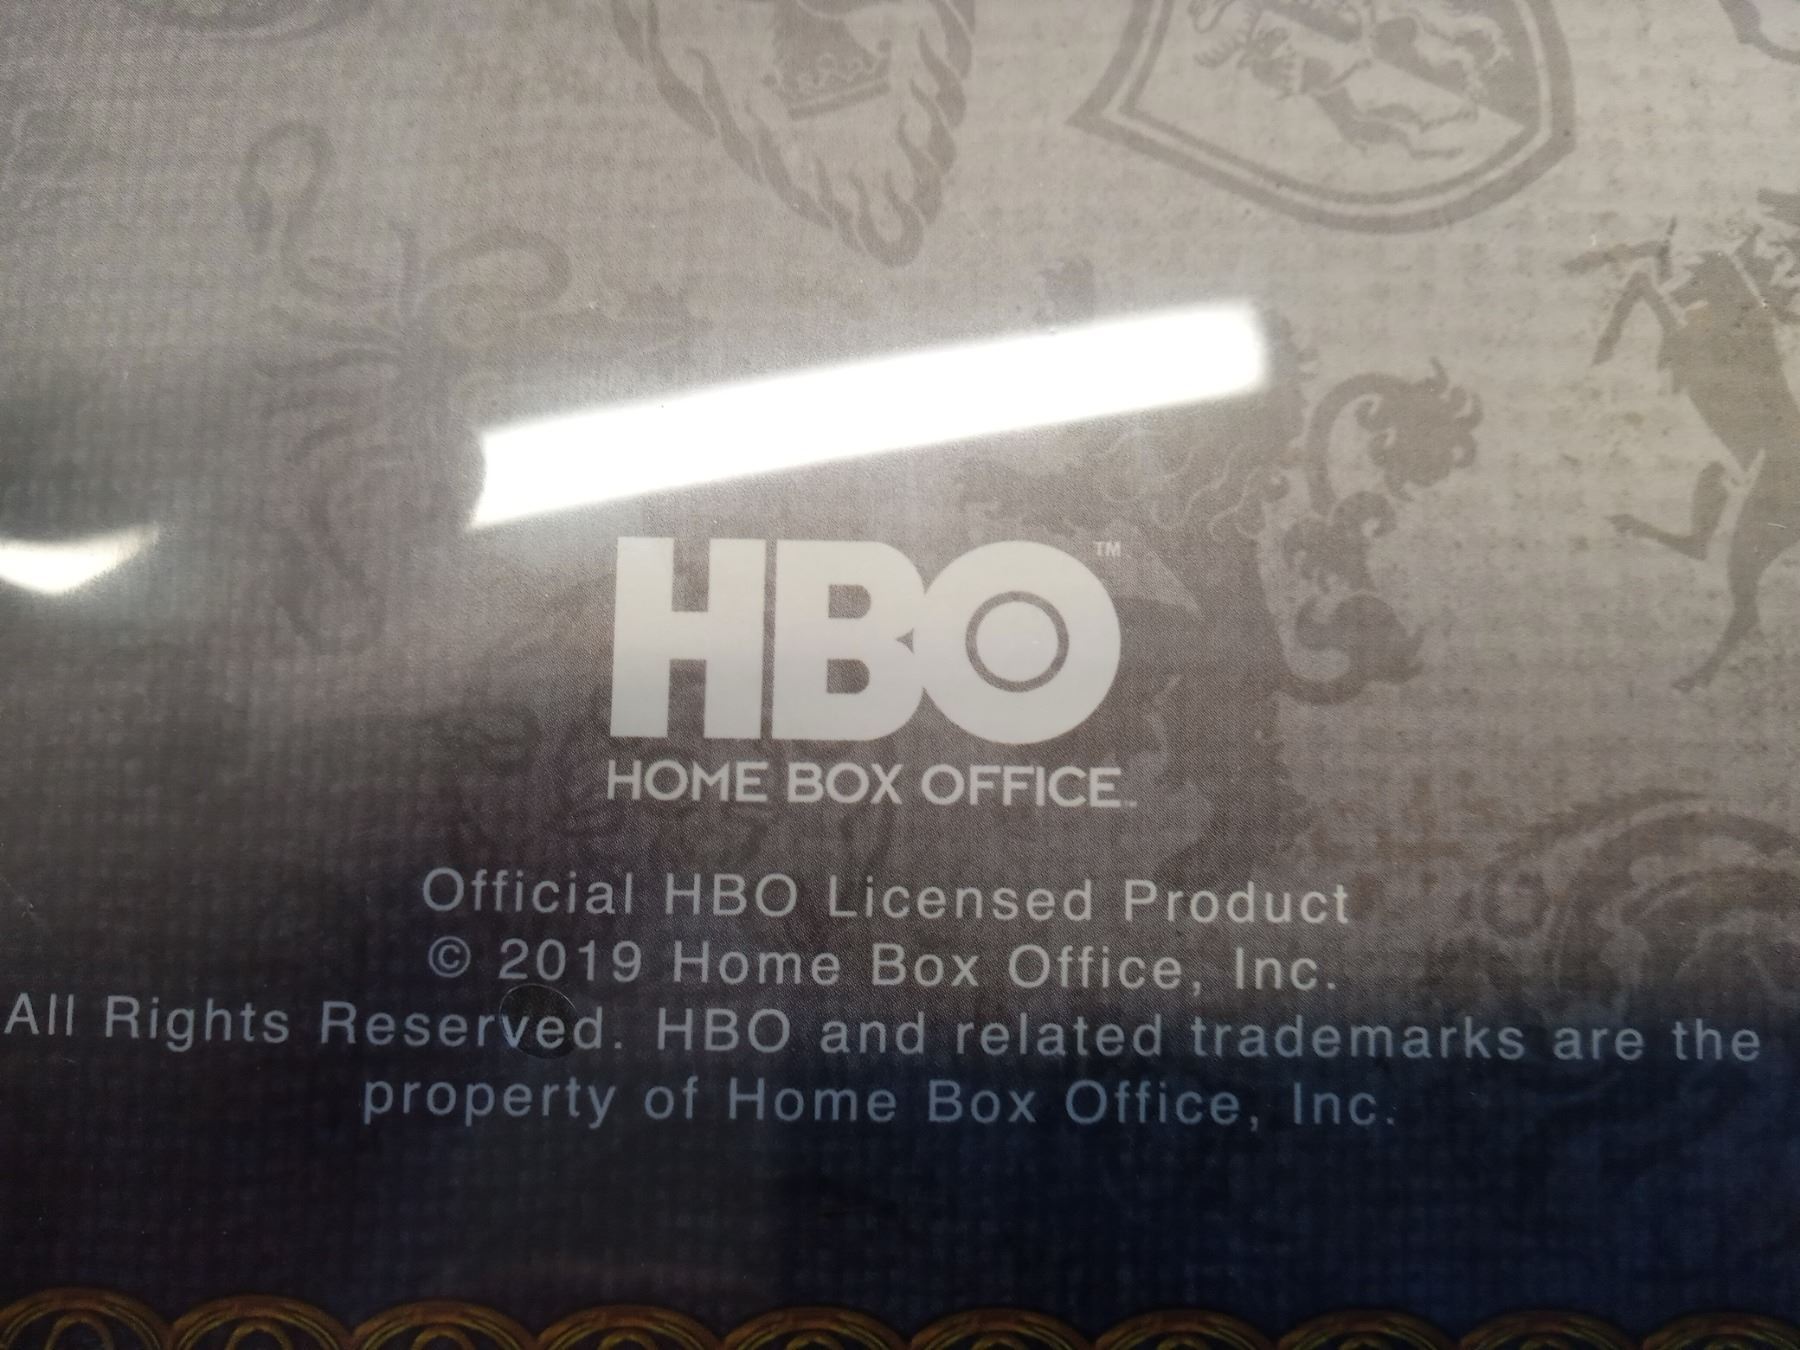 HBO™
HOME BOX OFFICE™
Official HBO Licensed Product
© 2019 Home Box Office, Inc.
All Rights Reserved. HBO and related trademarks are the
property of Home Box Office, Inc.